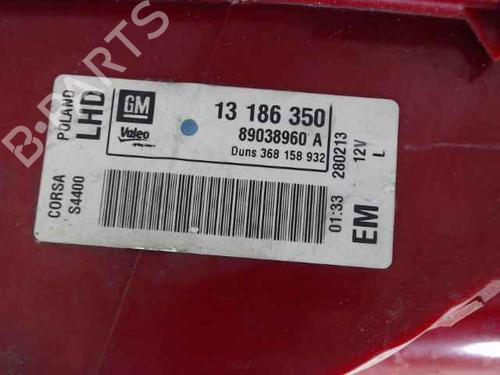 POLAND
LHD
GM
Valeo
13 186 350
89038960 A
Duns 368 158 932
CORSA
S4400
280213
12V
L
01:33
EM
B-PARTS